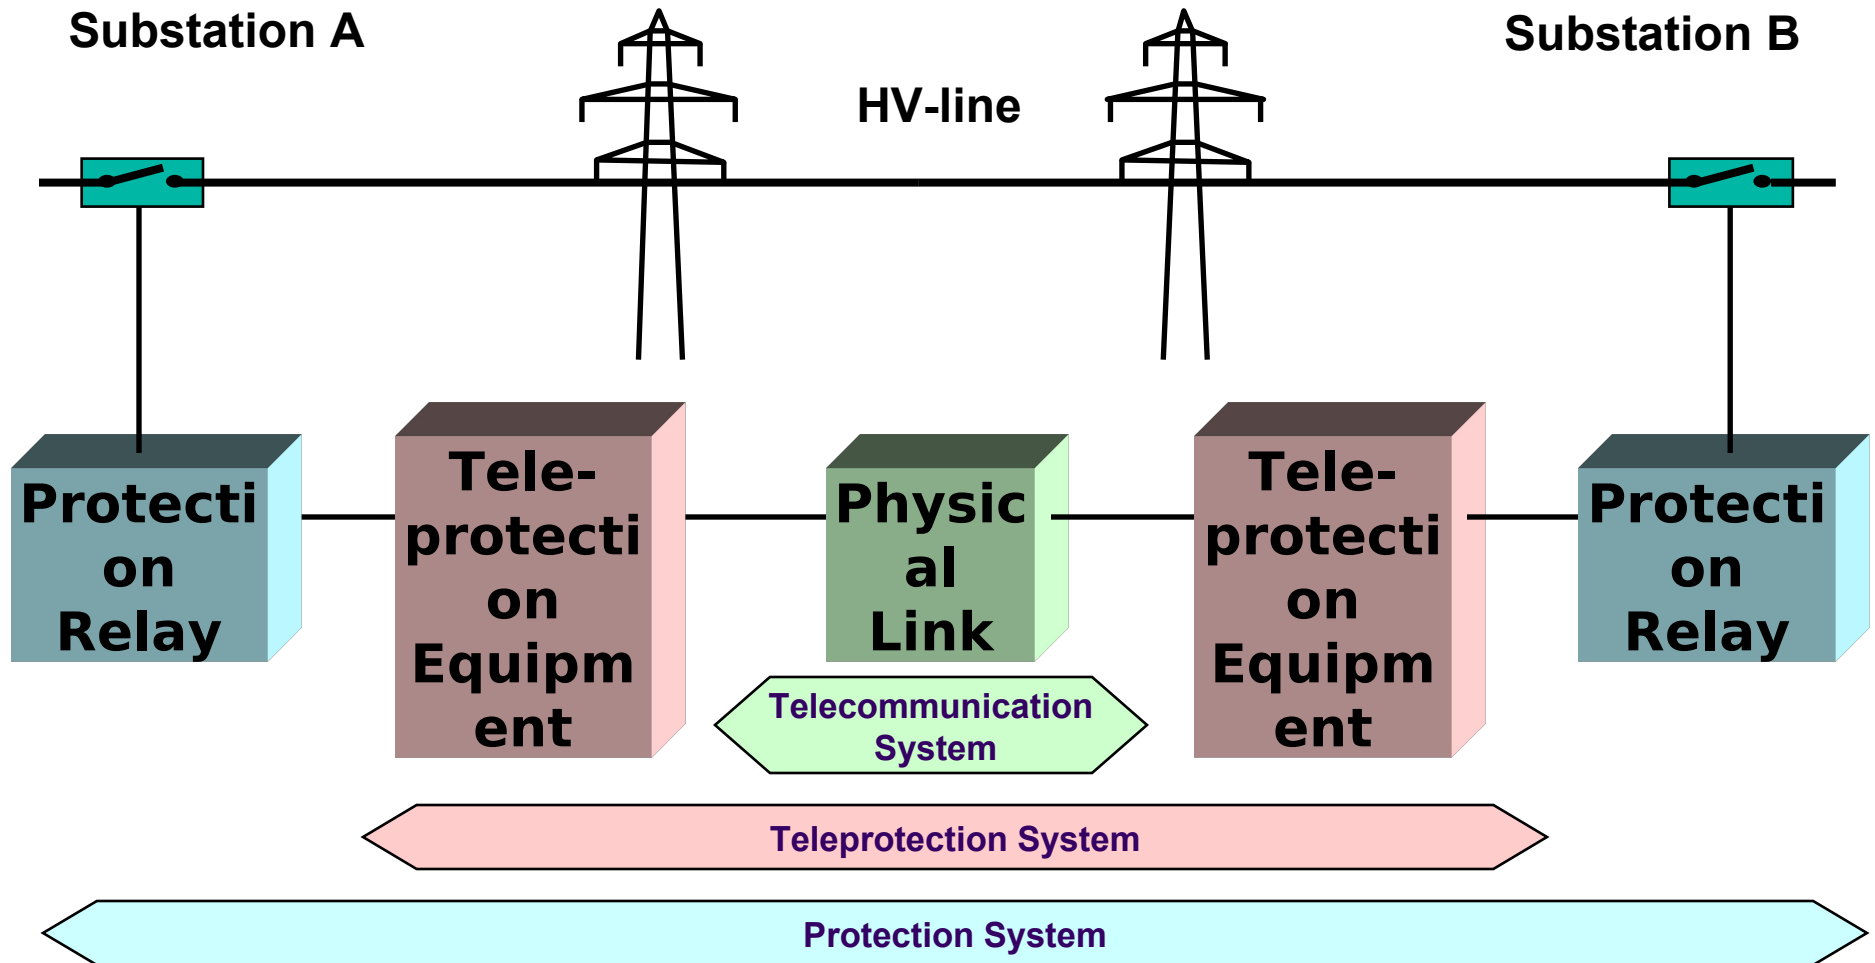 Substation A
Substation B
HV-line
Protecti
on
Relay
Tele-
protecti
on
Equipm
ent
Physic
al
Link
Tele-
protecti
on
Equipm
ent
Protecti
on
Relay
Telecommunication
System
Teleprotection System
Protection System